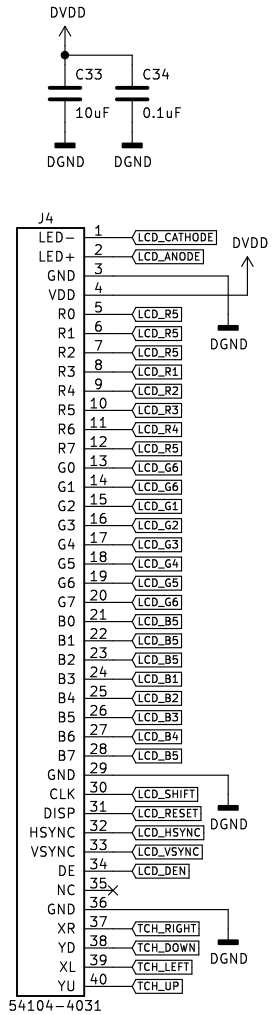 DVDD
C33 C34
10uF 0.1uF
DGND DGND
J4
LED- 1 LCD_CATHODE
DVDD
LED+ 2 LCD_ANODE
GND 3
VDD 4
R0 5 LCD_R5
R1 6 LCD_R5
DGND
R2 7 LCD_R5
R3 8 LCD_R1
R4 9 LCD_R2
R5 10 LCD_R3
R6 11 LCD_R4
R7 12 LCD_R5
G0 13 LCD_G6
G1 14 LCD_G6
G2 15 LCD_G1
G3 16 LCD_G2
G4 17 LCD_G3
G5 18 LCD_G4
G6 19 LCD_G5
G7 20 LCD_G6
B0 21 LCD_B5
B1 22 LCD_B5
B2 23 LCD_B5
B3 24 LCD_B1
B4 25 LCD_B2
B5 26 LCD_B3
B6 27 LCD_B4
B7 28 LCD_B5
GND 29
CLK 30 LCD_SHIFT
DISP 31 LCD_RESET
DGND
HSYNC 32 LCD_HSYNC
VSYNC 33 LCD_VSYNC
DE 34 LCD_DEN
NC 35
GND 36
XR 37 TCH_RIGHT
YD 38 TCH_DOWN
DGND
XL 39 TCH_LEFT
YU 40 TCH_UP
54104-4031